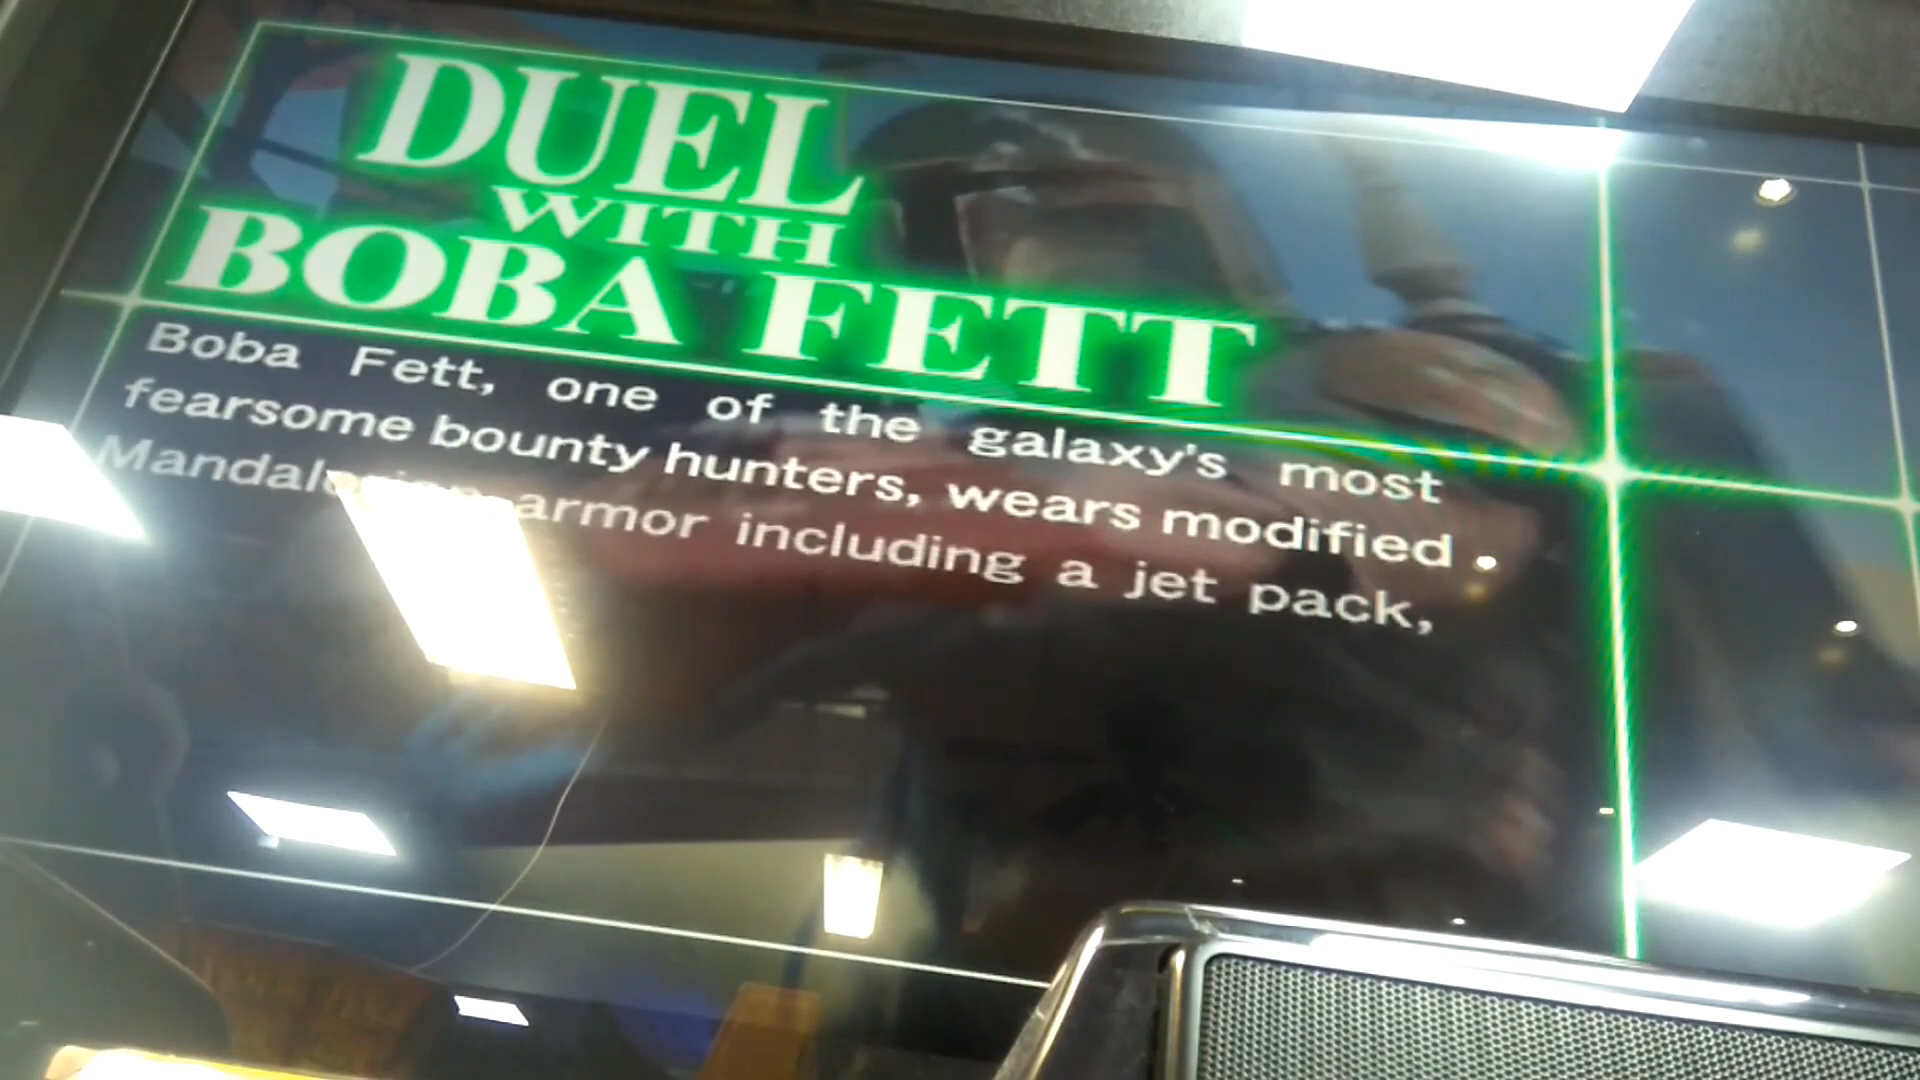 DUEL
WITH
BOBA FETT
Boba Fett, one of the galaxy's most
fearsome bounty hunters, wears modified
Mandalorian armor including a jet pack,